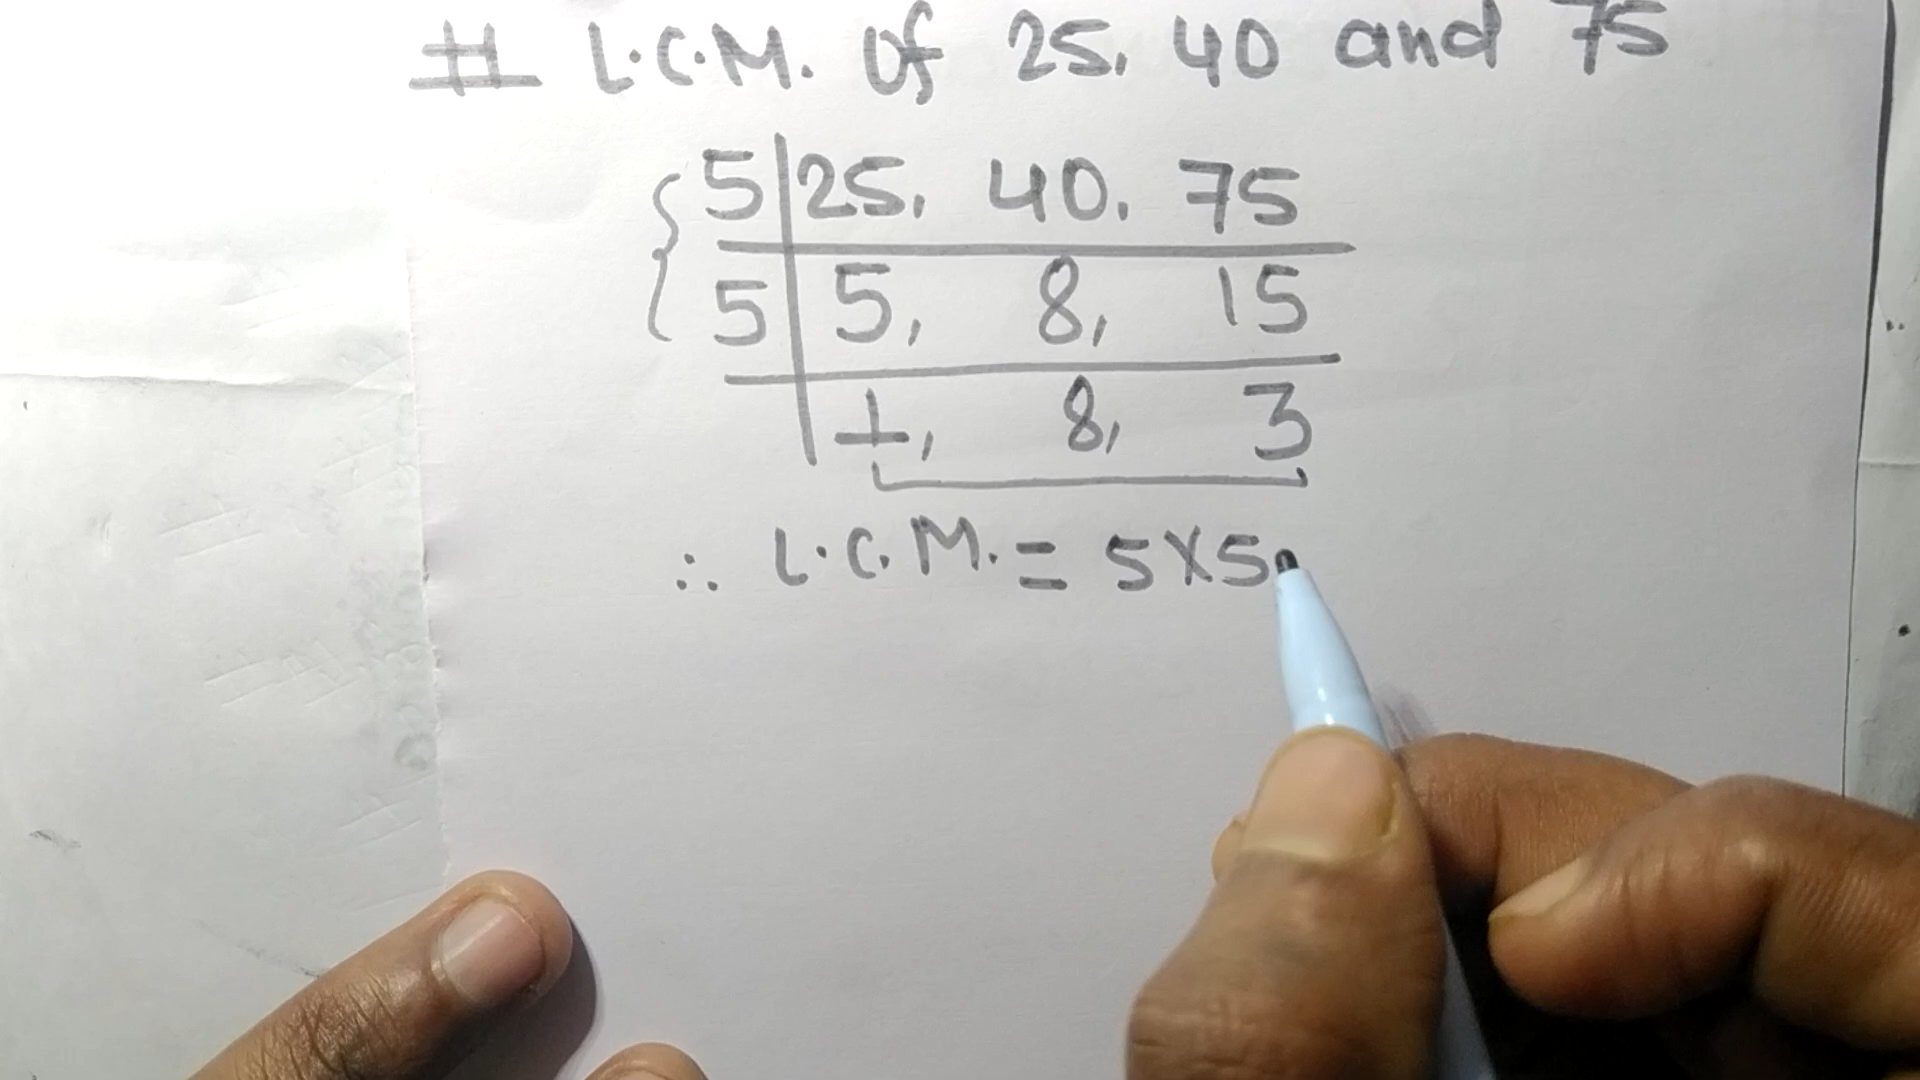 # L.C.M. of 25, 40 and 75
5 | 25, 40, 75
5 | 5, 8, 15
1, 8, 3
∴ L.C.M. = 5×5